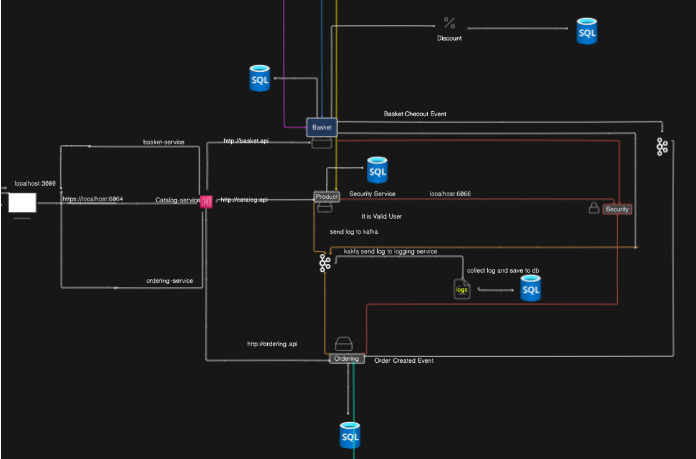 SQL
Discount
SQL
Basket Checout Event
Basket
basket-service
http://basket.api
SQL
localhost:3000
https://localhost:6064
Catalog-service
http://catalog.api
Product
Security Service
localhost:6066
Security
It is Valid User
send log to kafka
kakfs send log to logging service
collect log and save to db
ordering-service
logs
SQL
http://ordering.api
Ordering
Order Created Event
SQL